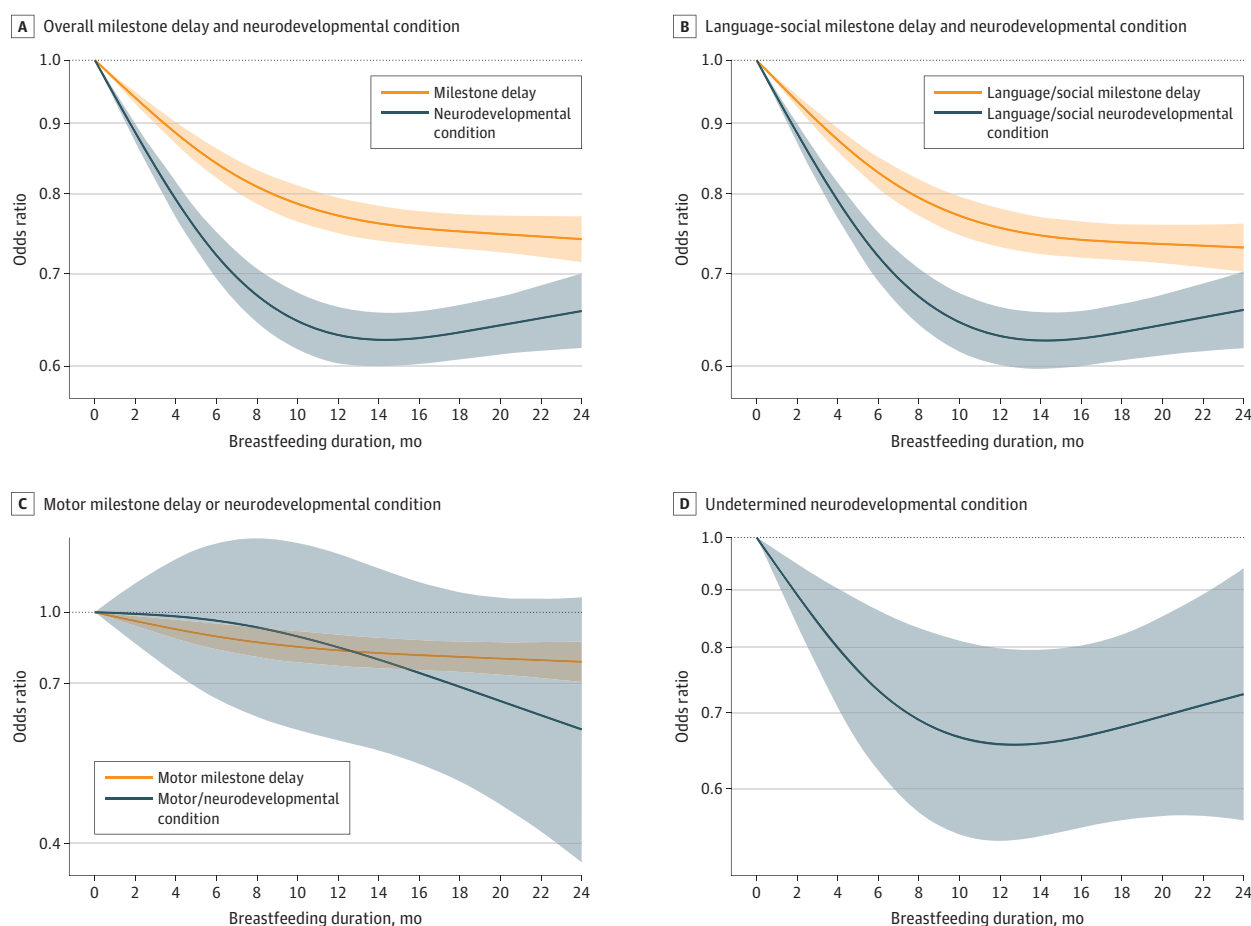 A Overall milestone delay and neurodevelopmental condition
1.0
0.9
0.8
0.7
0.6
Odds ratio
Milestone delay
Neurodevelopmental
condition
0 2 4 6 8 10 12 14 16 18 20 22 24
Breastfeeding duration, mo
B Language-social milestone delay and neurodevelopmental condition
1.0
0.9
0.8
0.7
0.6
Odds ratio
Language/social milestone delay
Language/social neurodevelopmental
condition
0 2 4 6 8 10 12 14 16 18 20 22 24
Breastfeeding duration, mo
C Motor milestone delay or neurodevelopmental condition
1.0
0.7
0.4
Odds ratio
Motor milestone delay
Motor/neurodevelopmental
condition
0 2 4 6 8 10 12 14 16 18 20 22 24
Breastfeeding duration, mo
D Undetermined neurodevelopmental condition
1.0
0.9
0.8
0.7
0.6
Odds ratio
0 2 4 6 8 10 12 14 16 18 20 22 24
Breastfeeding duration, mo